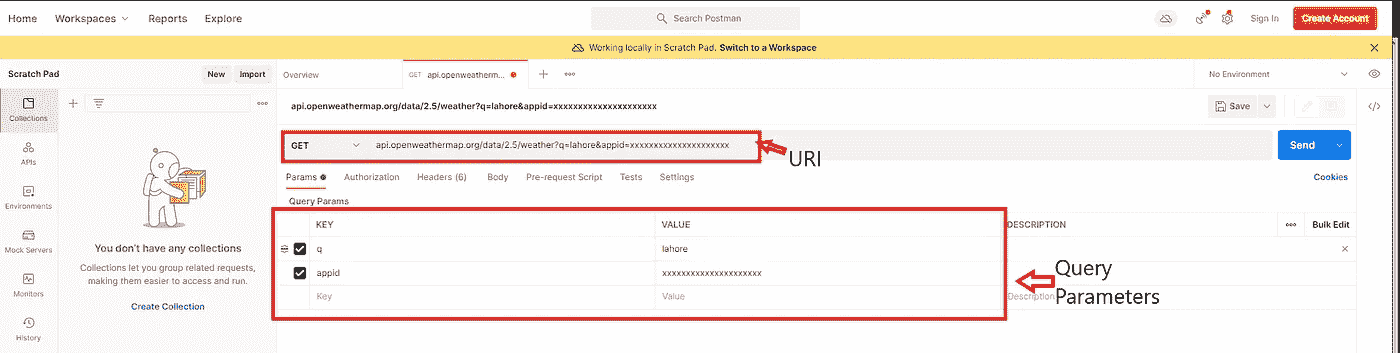 Home Workspaces Reports Explore Search Postman Sign In Create Account
Working locally in Scratch Pad. Switch to a Workspace
Scratch Pad New Import Overview GET api.openweatherm... No Environment
Collections
api.openweathermap.org/data/2.5/weather?q=lahore&appid=xxxxxxxxxxxxxxxxxxxxx Save
APIs
GET api.openweathermap.org/data/2.5/weather?q=lahore&appid=xxxxxxxxxxxxxxxxxxxxx Send
URI
Params Authorization Headers (6) Body Pre-request Script Tests Settings Cookies
Environments
Query Params
KEY VALUE DESCRIPTION Bulk Edit
Mock Servers
You don't have any collections
q lahore
Collections let you group related requests,
making them easier to access and run.
appid xxxxxxxxxxxxxxxxxxxxx
Query
Parameters
Monitors
Key Value Description
Create Collection
History